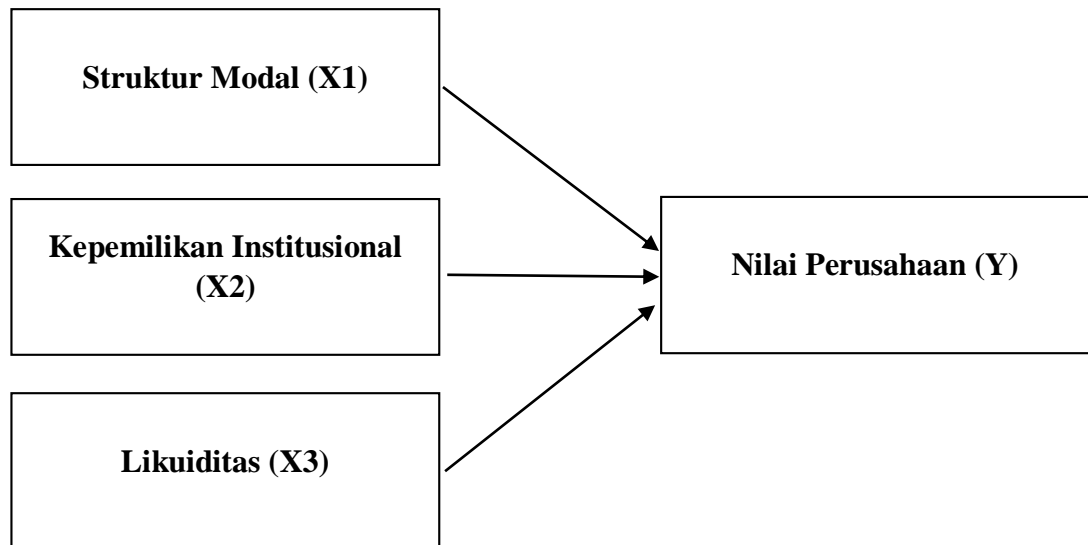 Struktur Modal (X1)
Kepemilikan Institusional
(X2)
Nilai Perusahaan (Y)
Likuiditas (X3)